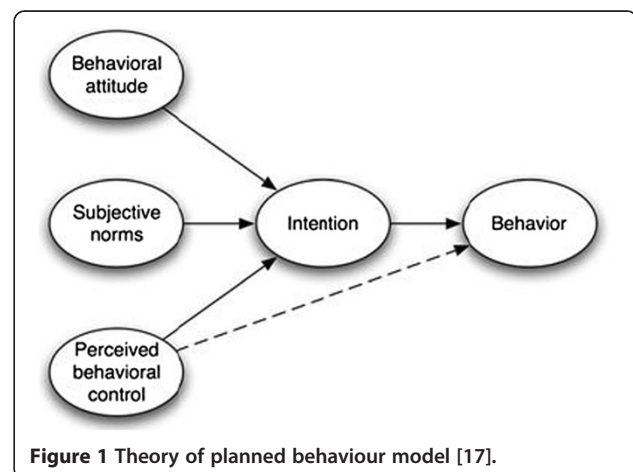 Behavioral
attitude
Subjective
norms
Intention
Behavior
Perceived
behavioral
control
Figure 1 Theory of planned behaviour model [17].